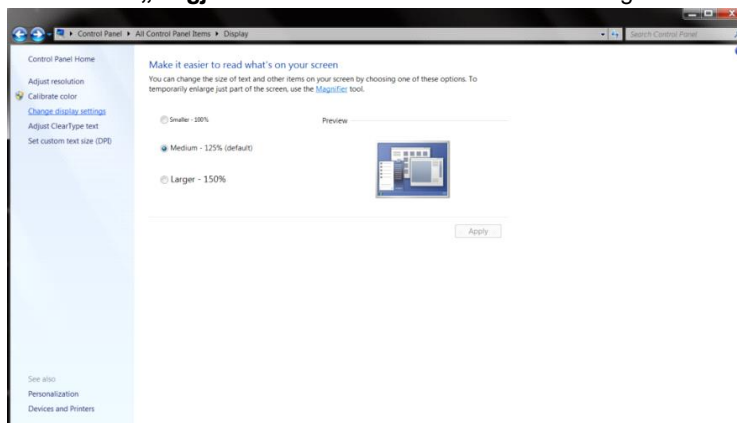 Control Panel ▸ All Control Panel Items ▸ Display
Search Control Panel
Control Panel Home
Adjust resolution
Calibrate color
Change display settings
Adjust ClearType text
Set custom text size (DPI)
Make it easier to read what's on your screen
You can change the size of text and other items on your screen by choosing one of these options. To
temporarily enlarge just part of the screen, use the Magnifier tool.
Smaller - 100%
Preview
Medium - 125% (default)
Larger - 150%
Apply
See also
Personalization
Devices and Printers